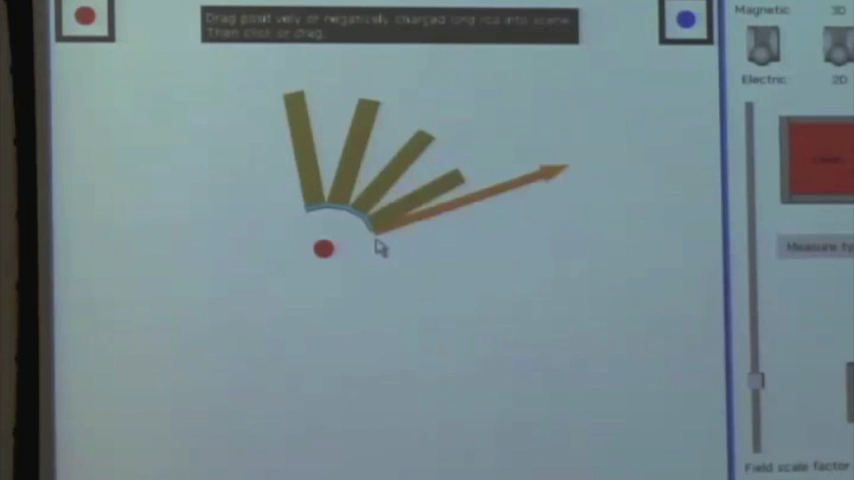 Drag positively or negatively charged long rod into scene.
Then click or drag.
Magnetic
3D
Electric
2D
Measure
Field scale factor